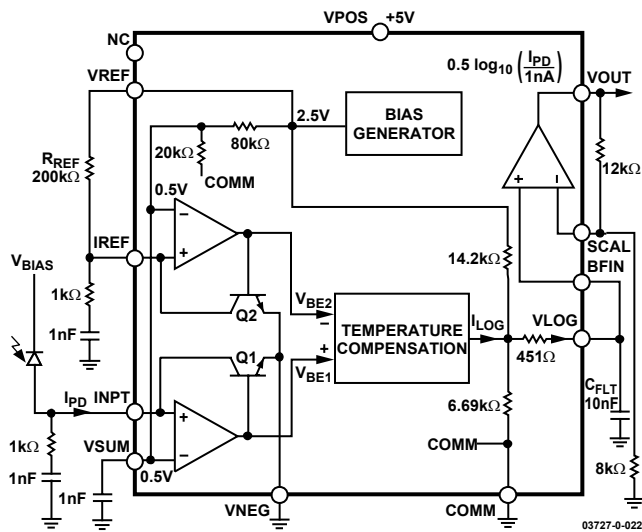 VPOS +5V
NC
VREF
0.5 log10 (IPD/1nA)
VOUT
2.5V
BIAS GENERATOR
80kΩ
20kΩ
COMM
RREF
200kΩ
12kΩ
0.5V
–
+
+
–
IREF
SCAL
BFIN
VBIAS
14.2kΩ
1kΩ
1nF
Q2
VBE2
–
TEMPERATURE COMPENSATION
ILOG
VLOG
451Ω
Q1
+
VBE1
IPD
INPT
+
–
CFLT
10nF
6.69kΩ
1kΩ
1nF
VSUM
0.5V
1nF
COMM
8kΩ
VNEG
COMM
03727-0-022